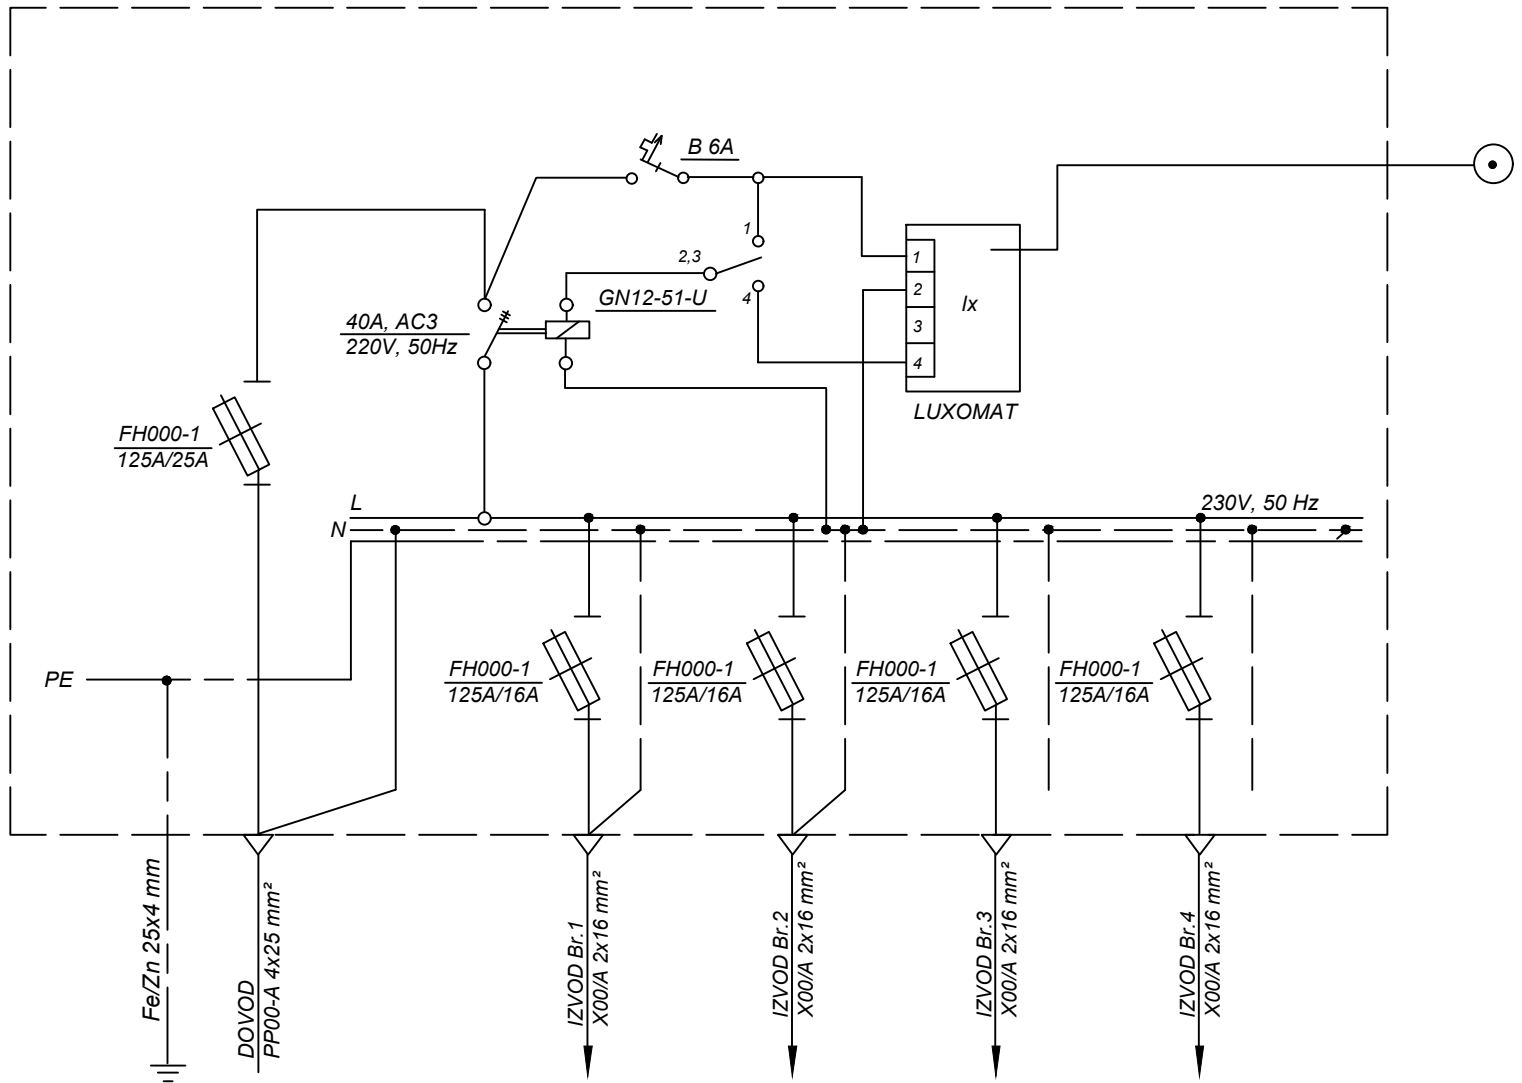 B 6A
1
2,3
GN12-51-U
4
40A, AC3
220V, 50Hz
1
2
3
4
Ix
LUXOMAT
FH000-1
125A/25A
L
230V, 50 Hz
N
PE
FH000-1
125A/16A
FH000-1
125A/16A
FH000-1
125A/16A
FH000-1
125A/16A
Fe/Zn 25x4 mm
DOVOD
PP00-A 4x25 mm²
IZVOD Br.1
X00/A 2x16 mm²
IZVOD Br.2
X00/A 2x16 mm²
IZVOD Br.3
X00/A 2x16 mm²
IZVOD Br.4
X00/A 2x16 mm²